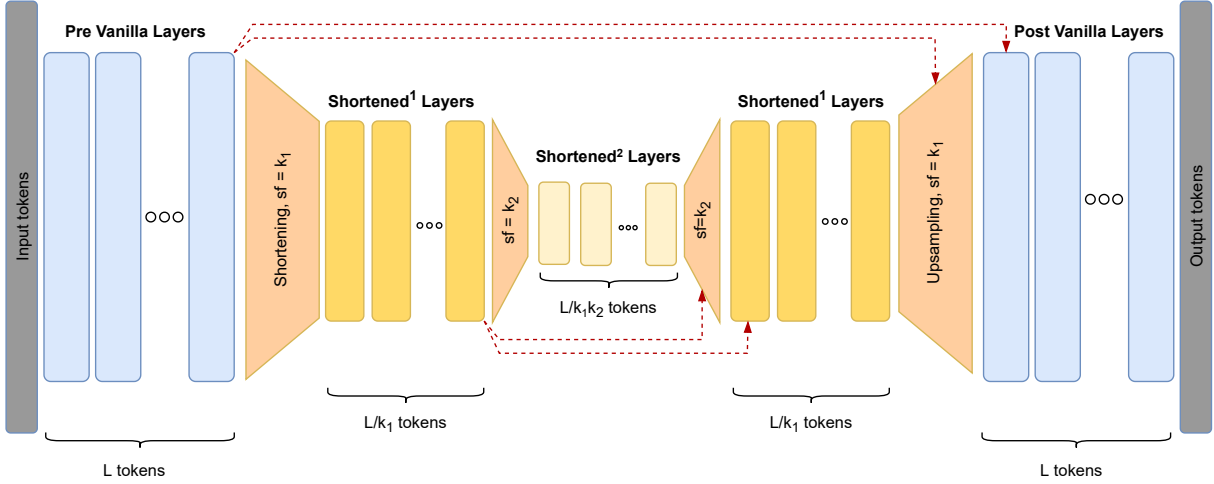 Input tokens
Pre Vanilla Layers
Shortening, sf = k₁
Shortened¹ Layers
sf = k₂
Shortened² Layers
sf=k₂
Shortened¹ Layers
Upsampling, sf = k₁
Post Vanilla Layers
Output tokens
L/k₁k₂ tokens
L/k₁ tokens
L/k₁ tokens
L tokens
L tokens